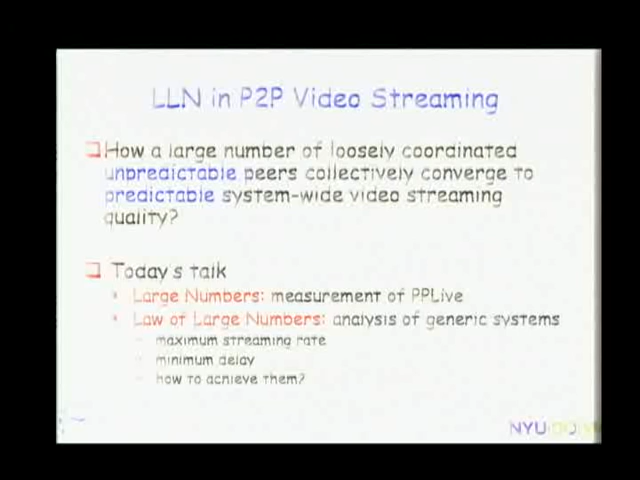 LLN in P2P Video Streaming
How a large number of loosely coordinated
unpredictable peers collectively converge to
predictable system-wide video streaming
quality?
Today's talk
Large Numbers: measurement of PPLive
Law of Large Numbers: analysis of generic systems
maximum streaming rate
minimum delay
how to achieve them?
NYU